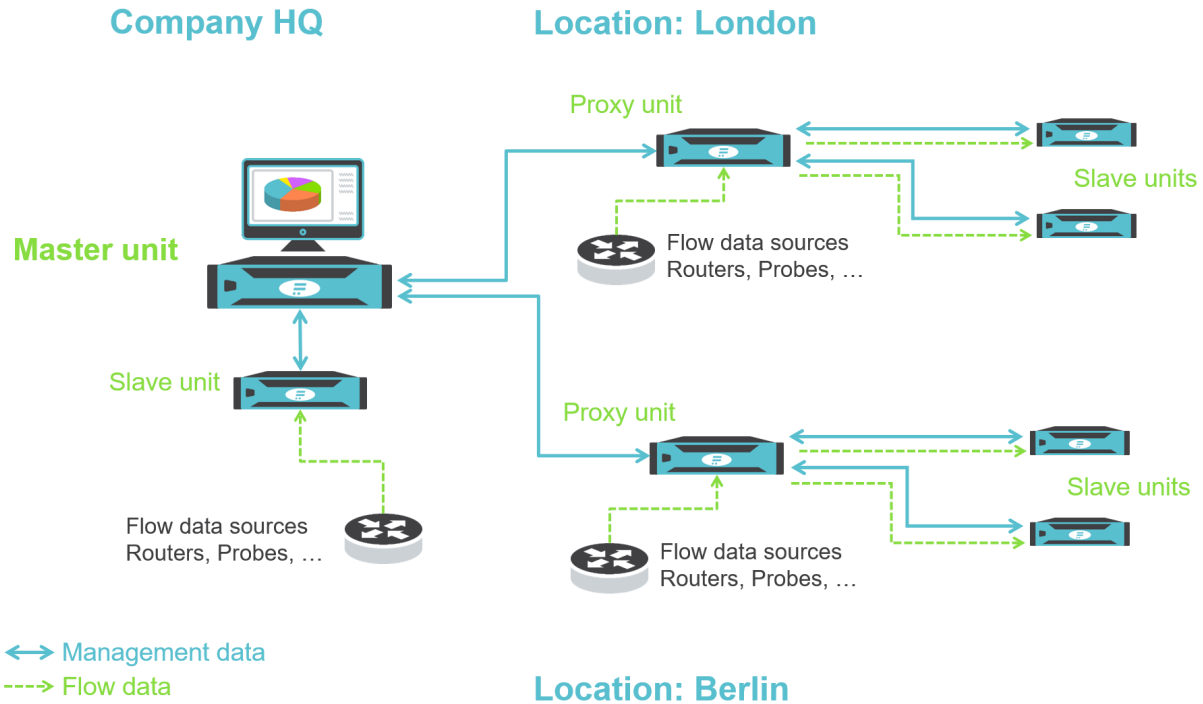 Company HQ
Location: London
Proxy unit
Slave units
Master unit
Flow data sources
Routers, Probes, …
Slave unit
Proxy unit
Slave units
Flow data sources
Routers, Probes, …
Flow data sources
Routers, Probes, …
Management data
Flow data
Location: Berlin